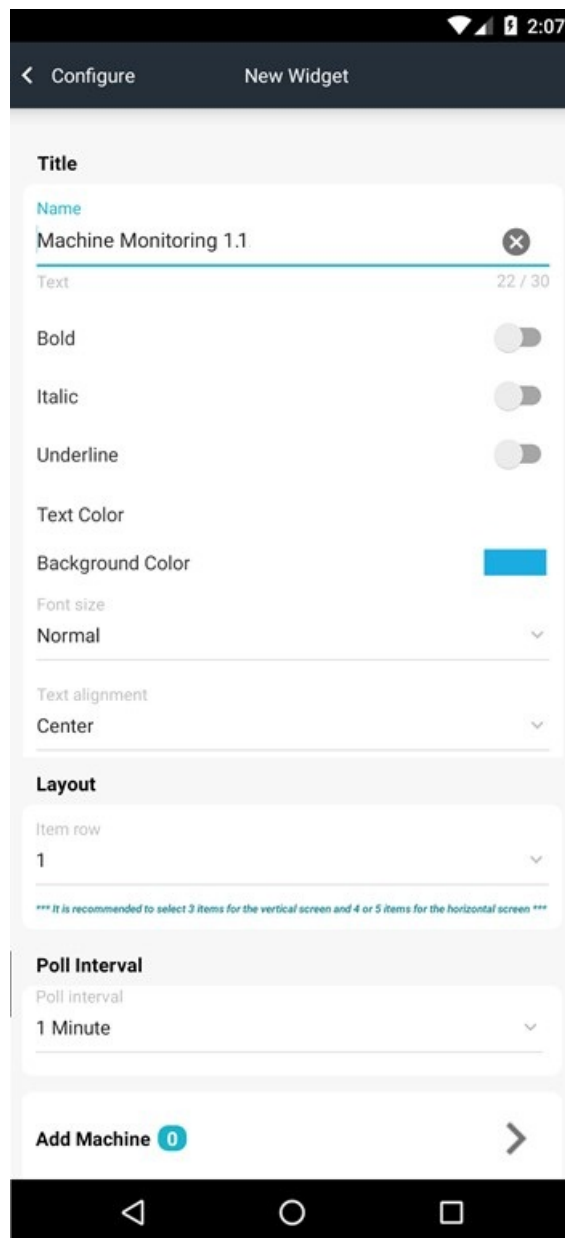 2:07
Configure New Widget
Title
Name
Machine Monitoring 1.1
Text 22 / 30
Bold
Italic
Underline
Text Color
Background Color
Font size
Normal
Text alignment
Center
Layout
Item row
1
*** It is recommended to select 3 items for the vertical screen and 4 or 5 items for the horizontal screen ***
Poll Interval
Poll interval
1 Minute
Add Machine 0